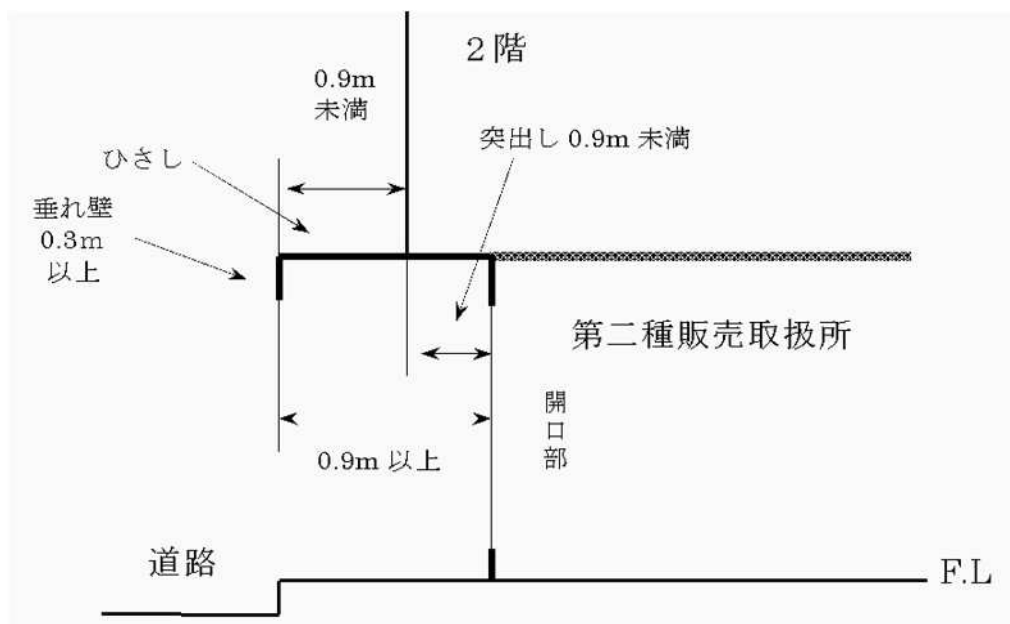 2階
0.9m
未満
突出し 0.9m 未満
ひさし
垂れ壁
0.3m
以上
第二種販売取扱所
開口部
0.9m 以上
道路
F.L